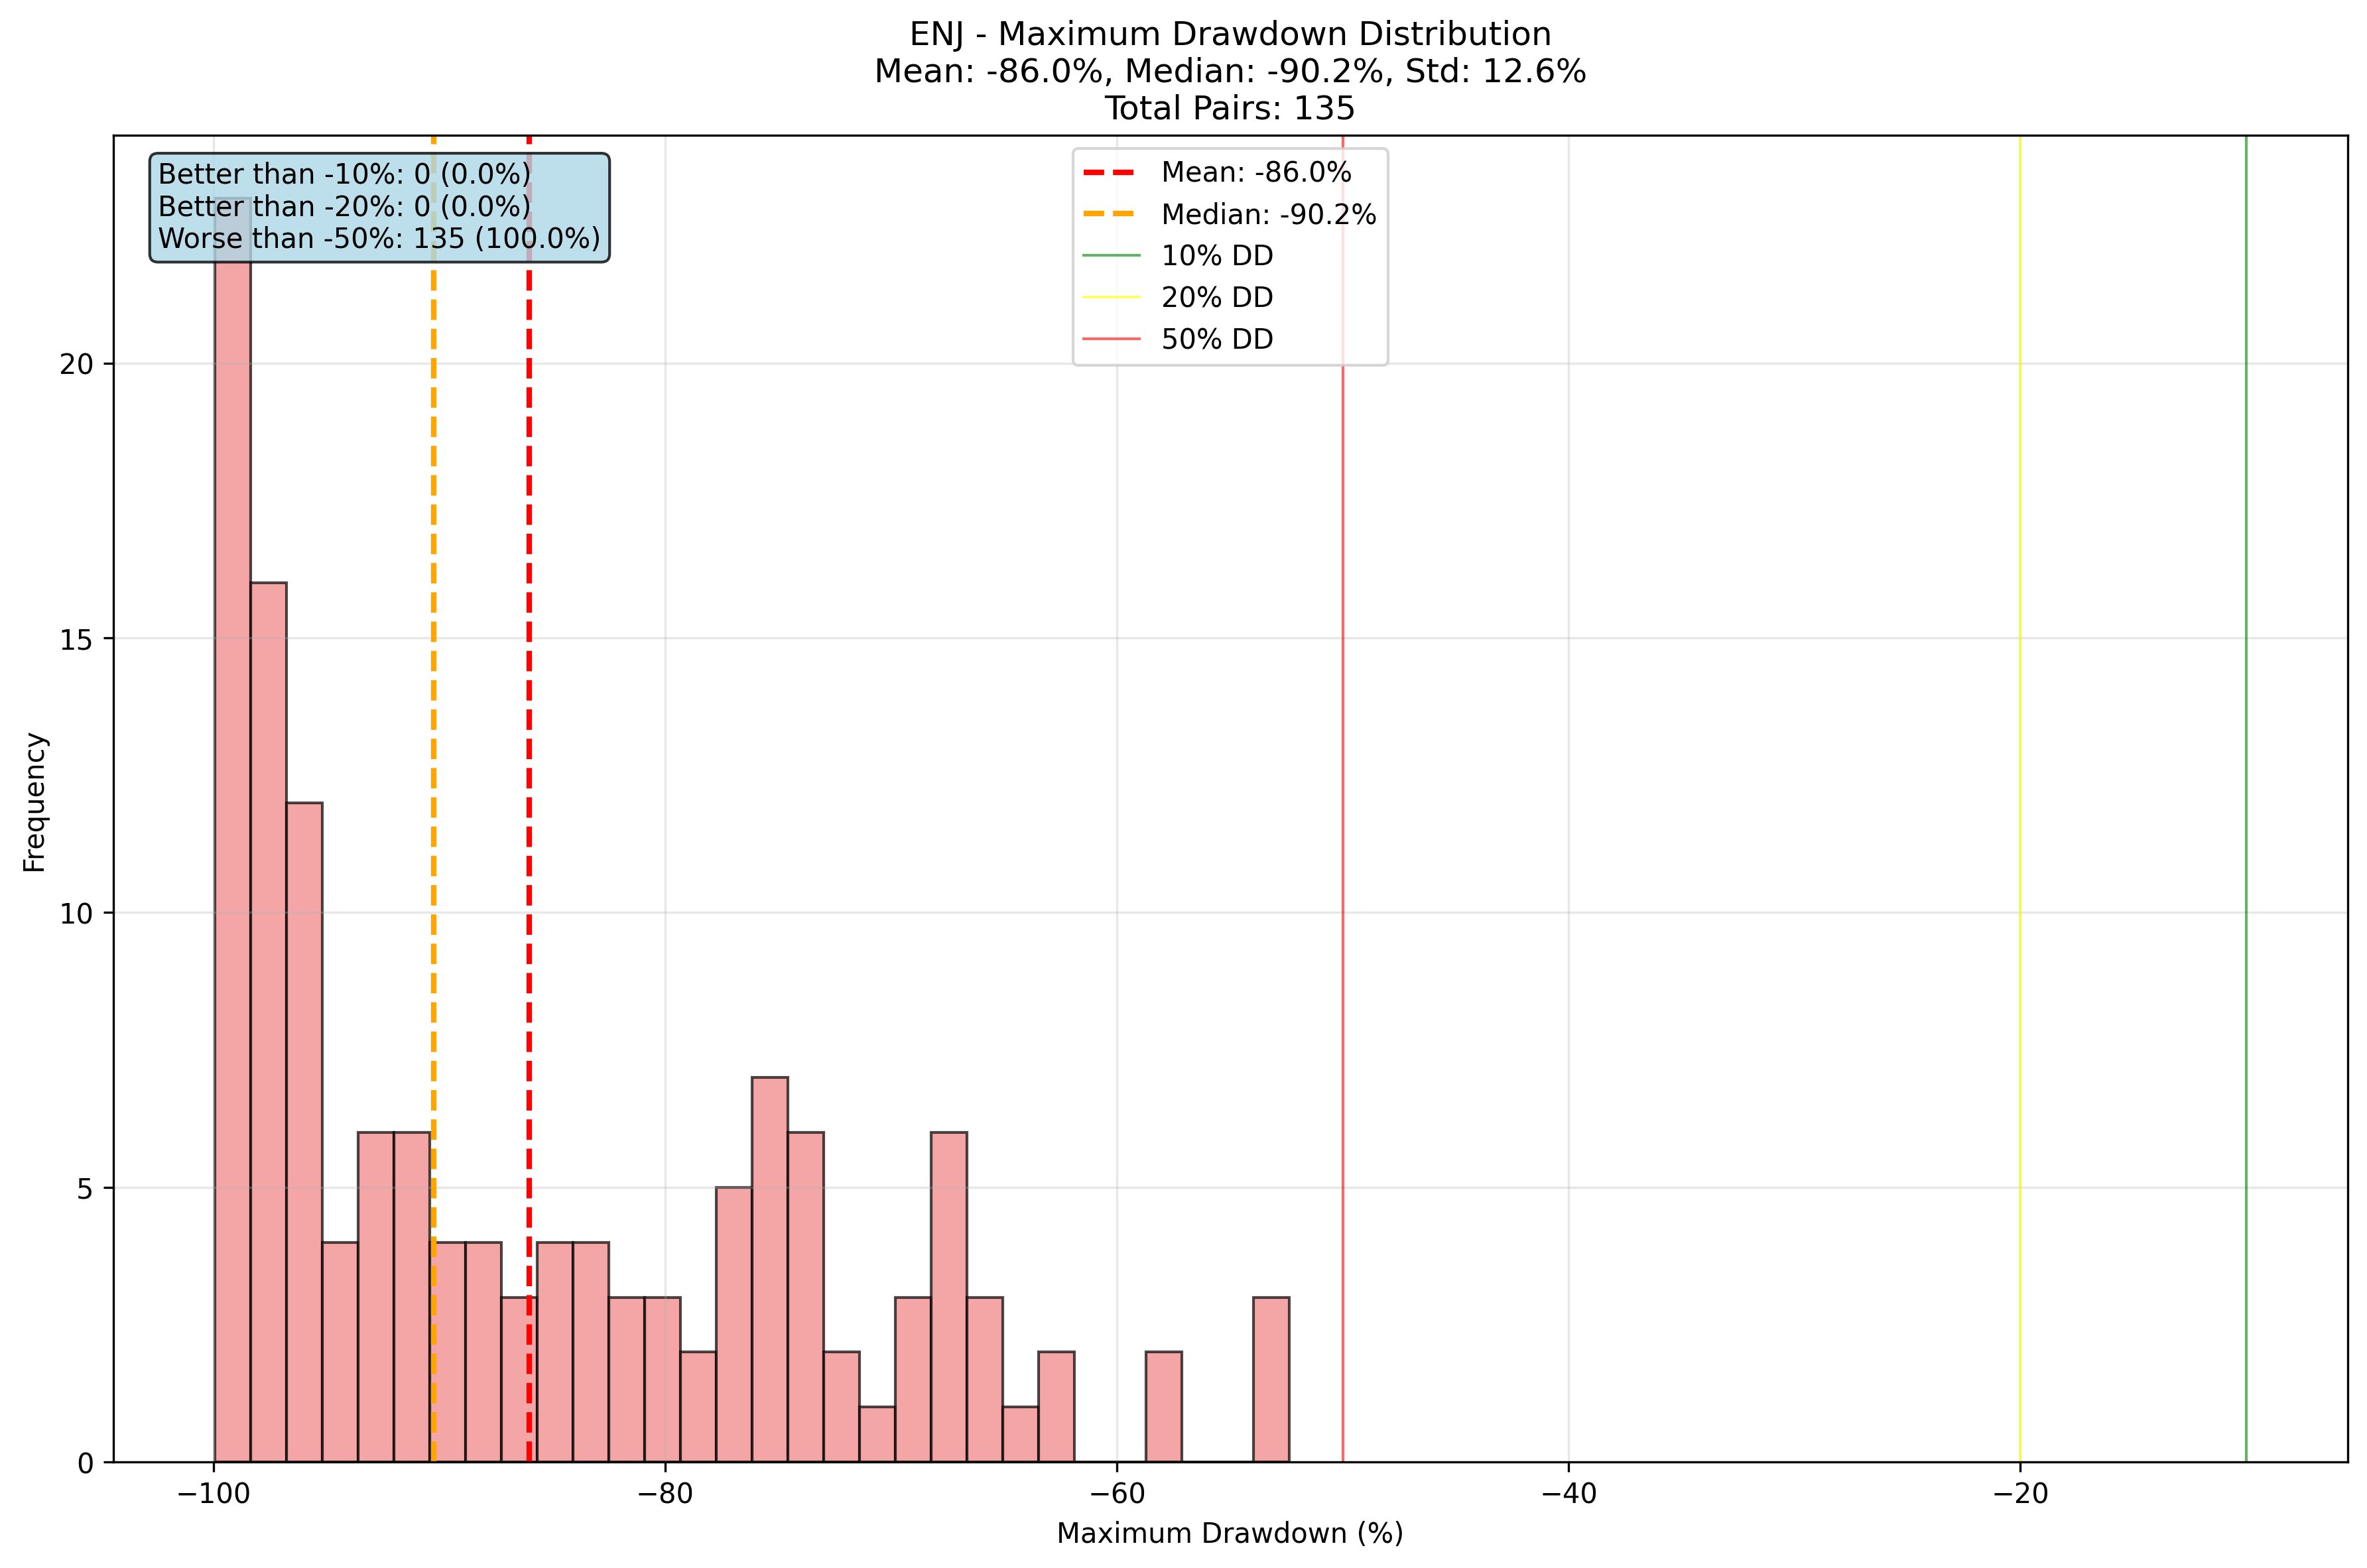 ENJ - Maximum Drawdown Distribution
Mean: -86.0%, Median: -90.2%, Std: 12.6%
Total Pairs: 135
Better than -10%: 0 (0.0%)
Better than -20%: 0 (0.0%)
Worse than -50%: 135 (100.0%)
Mean: -86.0%
Median: -90.2%
10% DD
20% DD
50% DD
Frequency
20
15
10
5
0
−100
−80
−60
−40
−20
Maximum Drawdown (%)